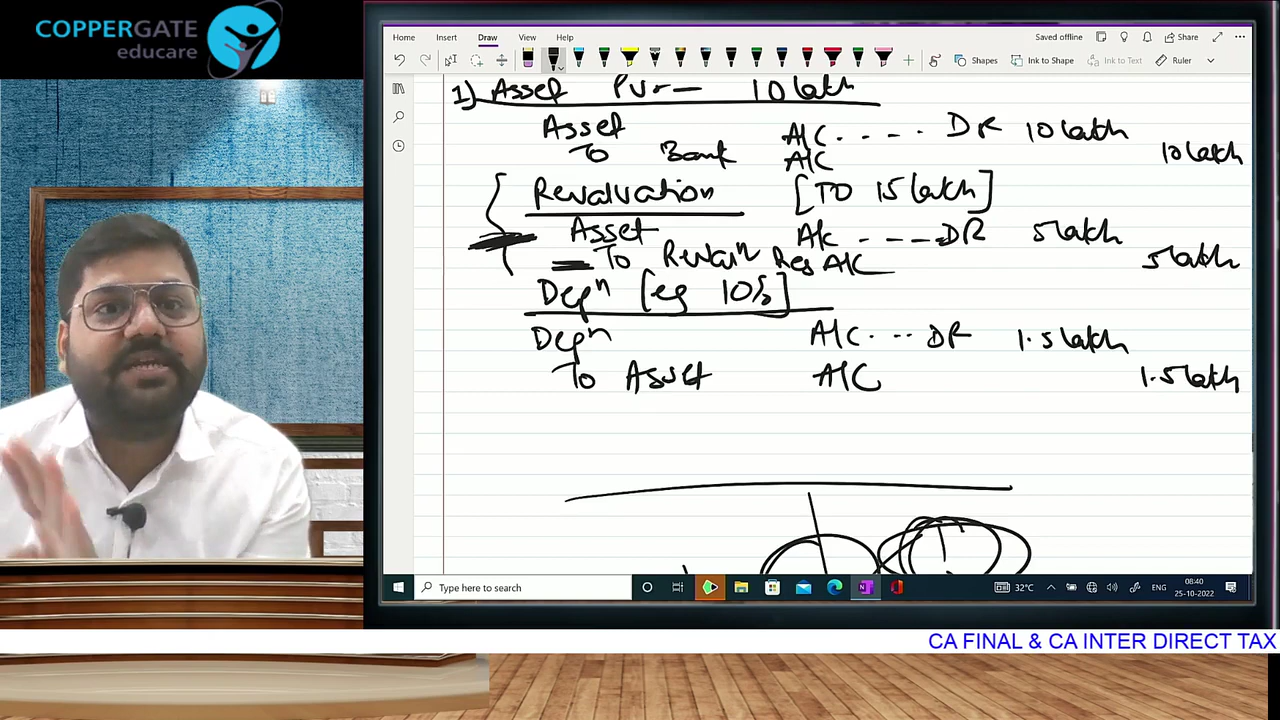 COPPERGATE
educare
Home Insert Draw View Help
Saved offline
Share
Shapes
Ink to Shape
Ink to Text
Ruler
1) Asset Pur— 10 lakh
Asset A/C. . . . . DR 10 lakh
To Bank A/C 10 lakh
Revaluation [TO 15 lakh]
Asset A/c - - - - DR 5 lakh
To Revaln Res A/C 5 lakh
Depn [eg 10%]
Depn A/C. . . . DR 1.5 lakh
To Asset A/C 1.5 lakh
Type here to search
32°C
ENG
08:40
25-10-2022
CA FINAL & CA INTER DIRECT TAX